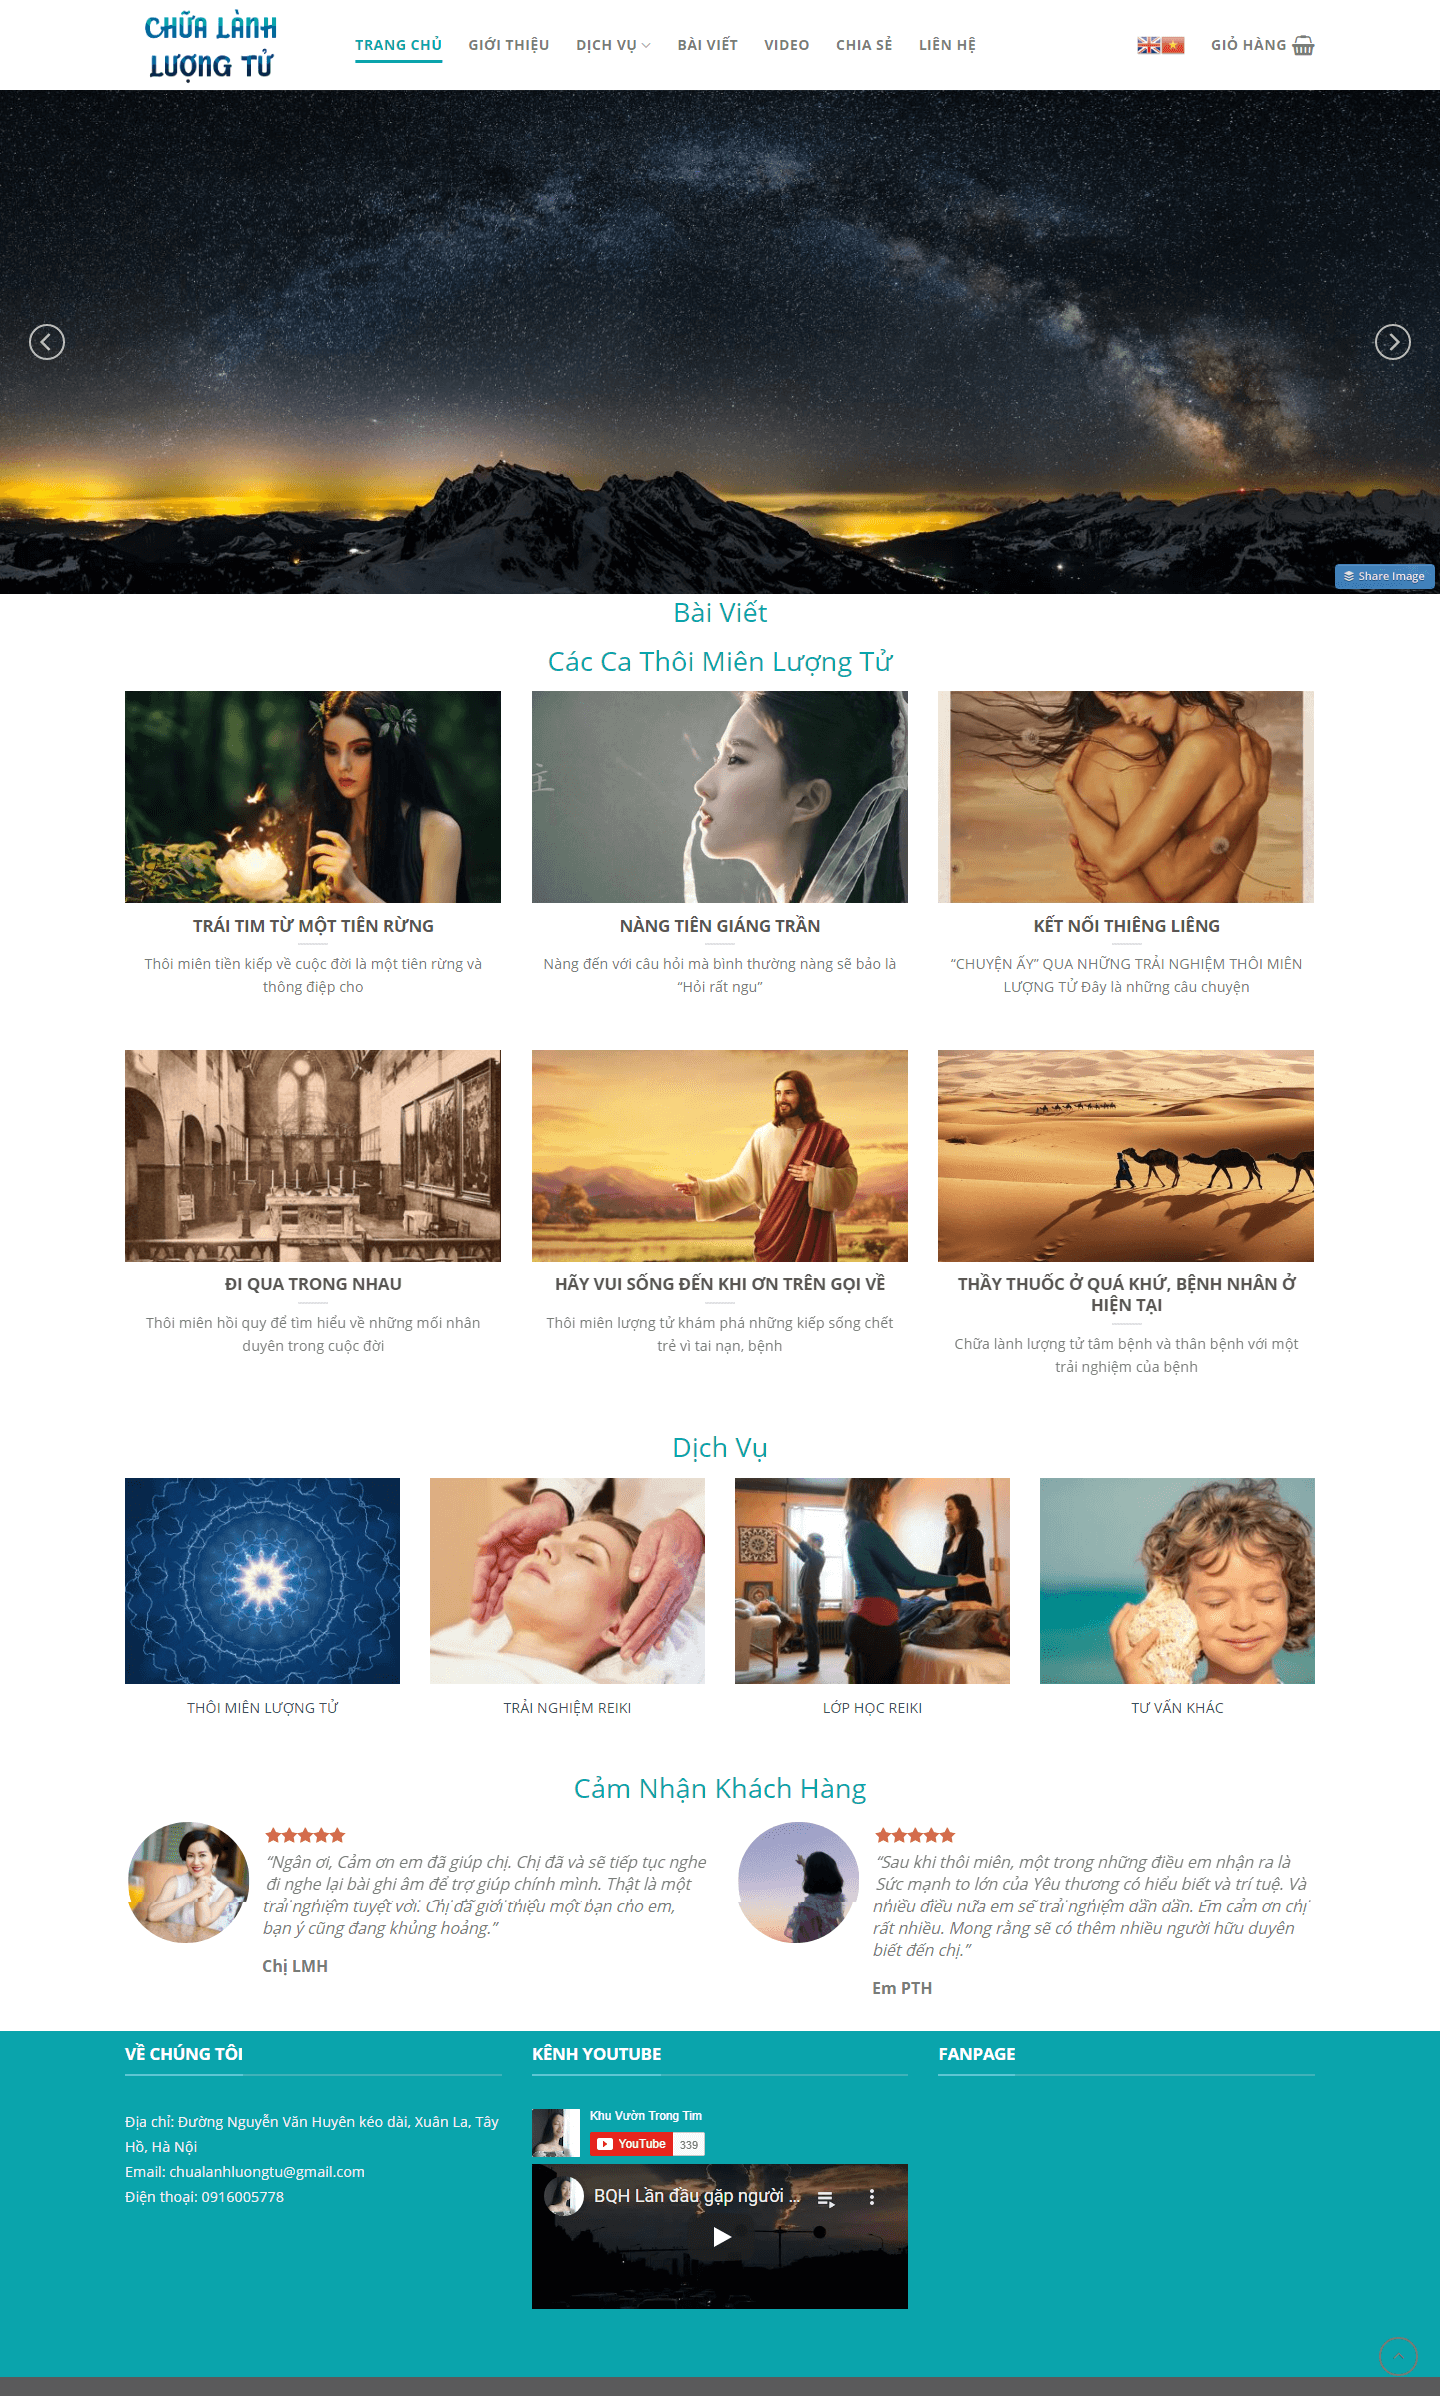 CHỮA LÀNH
LƯỢNG TỬ
TRANG CHỦ
GIỚI THIỆU
DỊCH VỤ
BÀI VIẾT
VIDEO
CHIA SẺ
LIÊN HỆ
GIỎ HÀNG
Share Image
Bài Viết
Các Ca Thôi Miên Lượng Tử
主
TRÁI TIM TỪ MỘT TIÊN RỪNG
Thôi miên tiền kiếp về cuộc đời là một tiên rừng và
thông điệp cho
NÀNG TIÊN GIÁNG TRẦN
Nàng đến với câu hỏi mà bình thường nàng sẽ bảo là
“Hỏi rất ngu”
KẾT NỐI THIÊNG LIÊNG
“CHUYỆN ẤY” QUA NHỮNG TRẢI NGHIỆM THÔI MIÊN
LƯỢNG TỬ Đây là những câu chuyện
ĐI QUA TRONG NHAU
Thôi miên hồi quy để tìm hiểu về những mối nhân
duyên trong cuộc đời
HÃY VUI SỐNG ĐẾN KHI ƠN TRÊN GỌI VỀ
Thôi miên lượng tử khám phá những kiếp sống chết
trẻ vì tai nạn, bệnh
THẦY THUỐC Ở QUÁ KHỨ, BỆNH NHÂN Ở
HIỆN TẠI
Chữa lành lượng tử tâm bệnh và thân bệnh với một
trải nghiệm của bệnh
Dịch Vụ
THÔI MIÊN LƯỢNG TỬ
TRẢI NGHIỆM REIKI
LỚP HỌC REIKI
TƯ VẤN KHÁC
Cảm Nhận Khách Hàng
“Ngân ơi, Cảm ơn em đã giúp chị. Chị đã và sẽ tiếp tục nghe
đi nghe lại bài ghi âm để trợ giúp chính mình. Thật là một
trải nghiệm tuyệt vời. Chị đã giới thiệu một bạn cho em,
bạn ý cũng đang khủng hoảng.”
Chị LMH
“Sau khi thôi miên, một trong những điều em nhận ra là
Sức mạnh to lớn của Yêu thương có hiểu biết và trí tuệ. Và
nhiều điều nữa em sẽ trải nghiệm dần dần. Em cảm ơn chị
rất nhiều. Mong rằng sẽ có thêm nhiều người hữu duyên
biết đến chị.”
Em PTH
VỀ CHÚNG TÔI
Địa chỉ: Đường Nguyễn Văn Huyên kéo dài, Xuân La, Tây
Hồ, Hà Nội
Email: chualanhluongtu@gmail.com
Điện thoại: 0916005778
KÊNH YOUTUBE
Khu Vườn Trong Tim
YouTube
339
BQH Lần đầu gặp người ...
FANPAGE